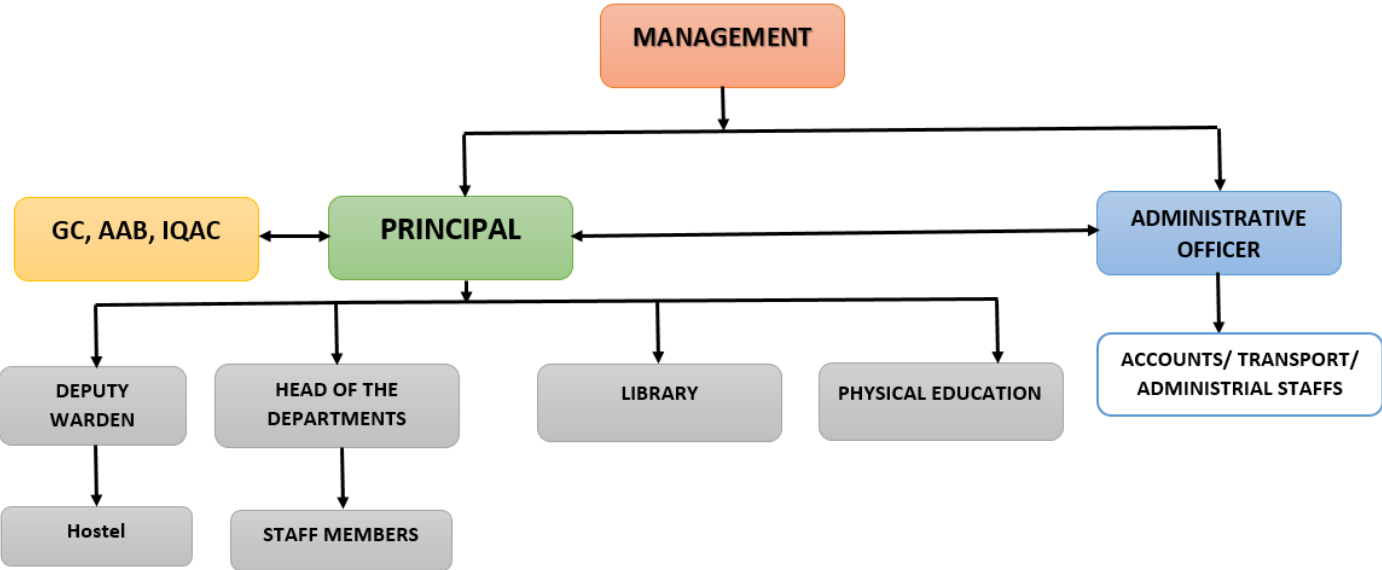 MANAGEMENT
GC, AAB, IQAC
PRINCIPAL
ADMINISTRATIVE
OFFICER
DEPUTY
WARDEN
HEAD OF THE
DEPARTMENTS
LIBRARY
PHYSICAL EDUCATION
ACCOUNTS/ TRANSPORT/
ADMINISTRIAL STAFFS
Hostel
STAFF MEMBERS